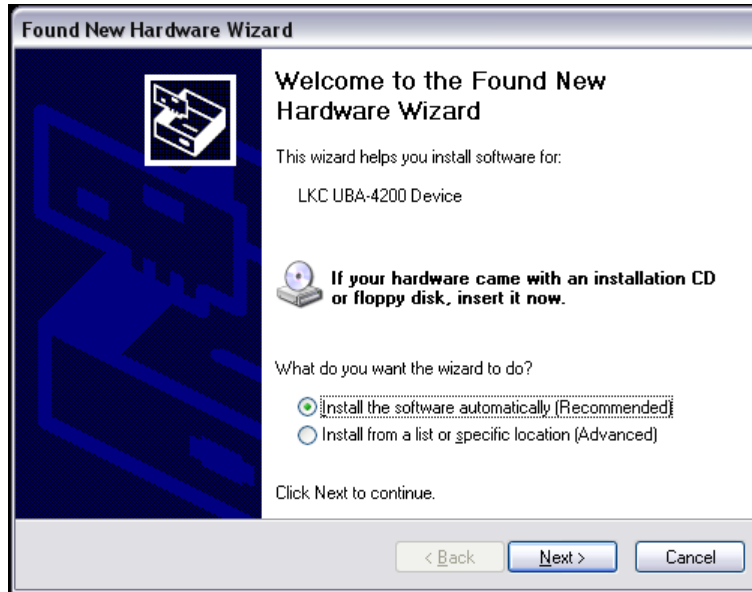 Found New Hardware Wizard
Welcome to the Found New
Hardware Wizard
This wizard helps you install software for:
LKC UBA-4200 Device
If your hardware came with an installation CD
or floppy disk, insert it now.
What do you want the wizard to do?
Install the software automatically (Recommended)
Install from a list or specific location (Advanced)
Click Next to continue.
< Back
Next >
Cancel